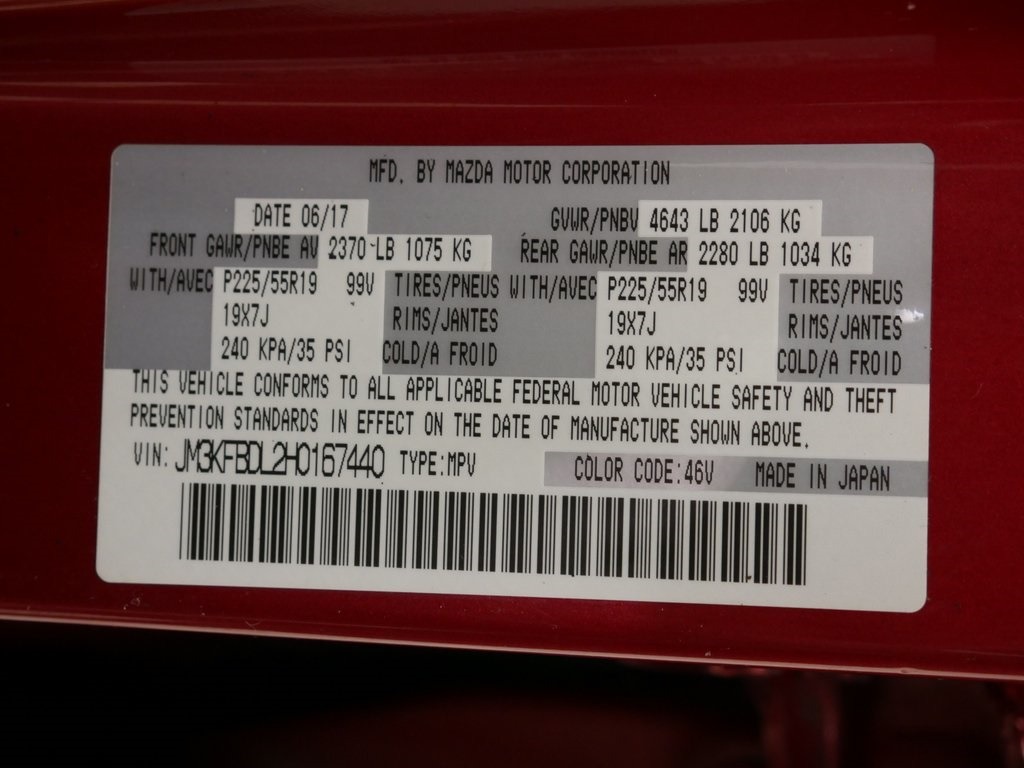 MFD. BY MAZDA MOTOR CORPORATION
DATE 06/17 GVWR/PNBV 4643 LB 2106 KG
FRONT GAWR/PNBE AV 2370 LB 1075 KG REAR GAWR/PNBE AR 2280 LB 1034 KG
WITH/AVEC P225/55R19 99V TIRES/PNEUS WITH/AVEC P225/55R19 99V TIRES/PNEUS
19X7J RIMS/JANTES 19X7J RIMS/JANTES
240 KPA/35 PSI COLD/A FROID 240 KPA/35 PSI COLD/A FROID
THIS VEHICLE CONFORMS TO ALL APPLICABLE FEDERAL MOTOR VEHICLE SAFETY AND THEFT
PREVENTION STANDARDS IN EFFECT ON THE DATE OF MANUFACTURE SHOWN ABOVE.
VIN: JM3KFBDL2H0167440 TYPE:MPV COLOR CODE:46V MADE IN JAPAN